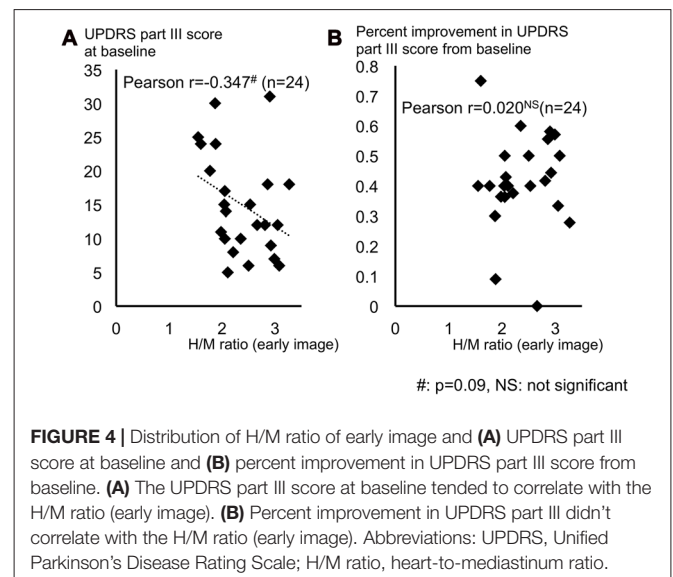 A UPDRS part III score
at baseline
35
Pearson r=-0.347# (n=24)
30
25
20
15
10
5
0
0 1 2 3
H/M ratio (early image)
B Percent improvement in UPDRS
part III score from baseline
0.8
0.7
Pearson r=0.020NS(n=24)
0.6
0.5
0.4
0.3
0.2
0.1
0
0 1 2 3
H/M ratio (early image)
#: p=0.09, NS: not significant
FIGURE 4 | Distribution of H/M ratio of early image and (A) UPDRS part III
score at baseline and (B) percent improvement in UPDRS part III score from
baseline. (A) The UPDRS part III score at baseline tended to correlate with the
H/M ratio (early image). (B) Percent improvement in UPDRS part III didn't
correlate with the H/M ratio (early image). Abbreviations: UPDRS, Unified
Parkinson's Disease Rating Scale; H/M ratio, heart-to-mediastinum ratio.